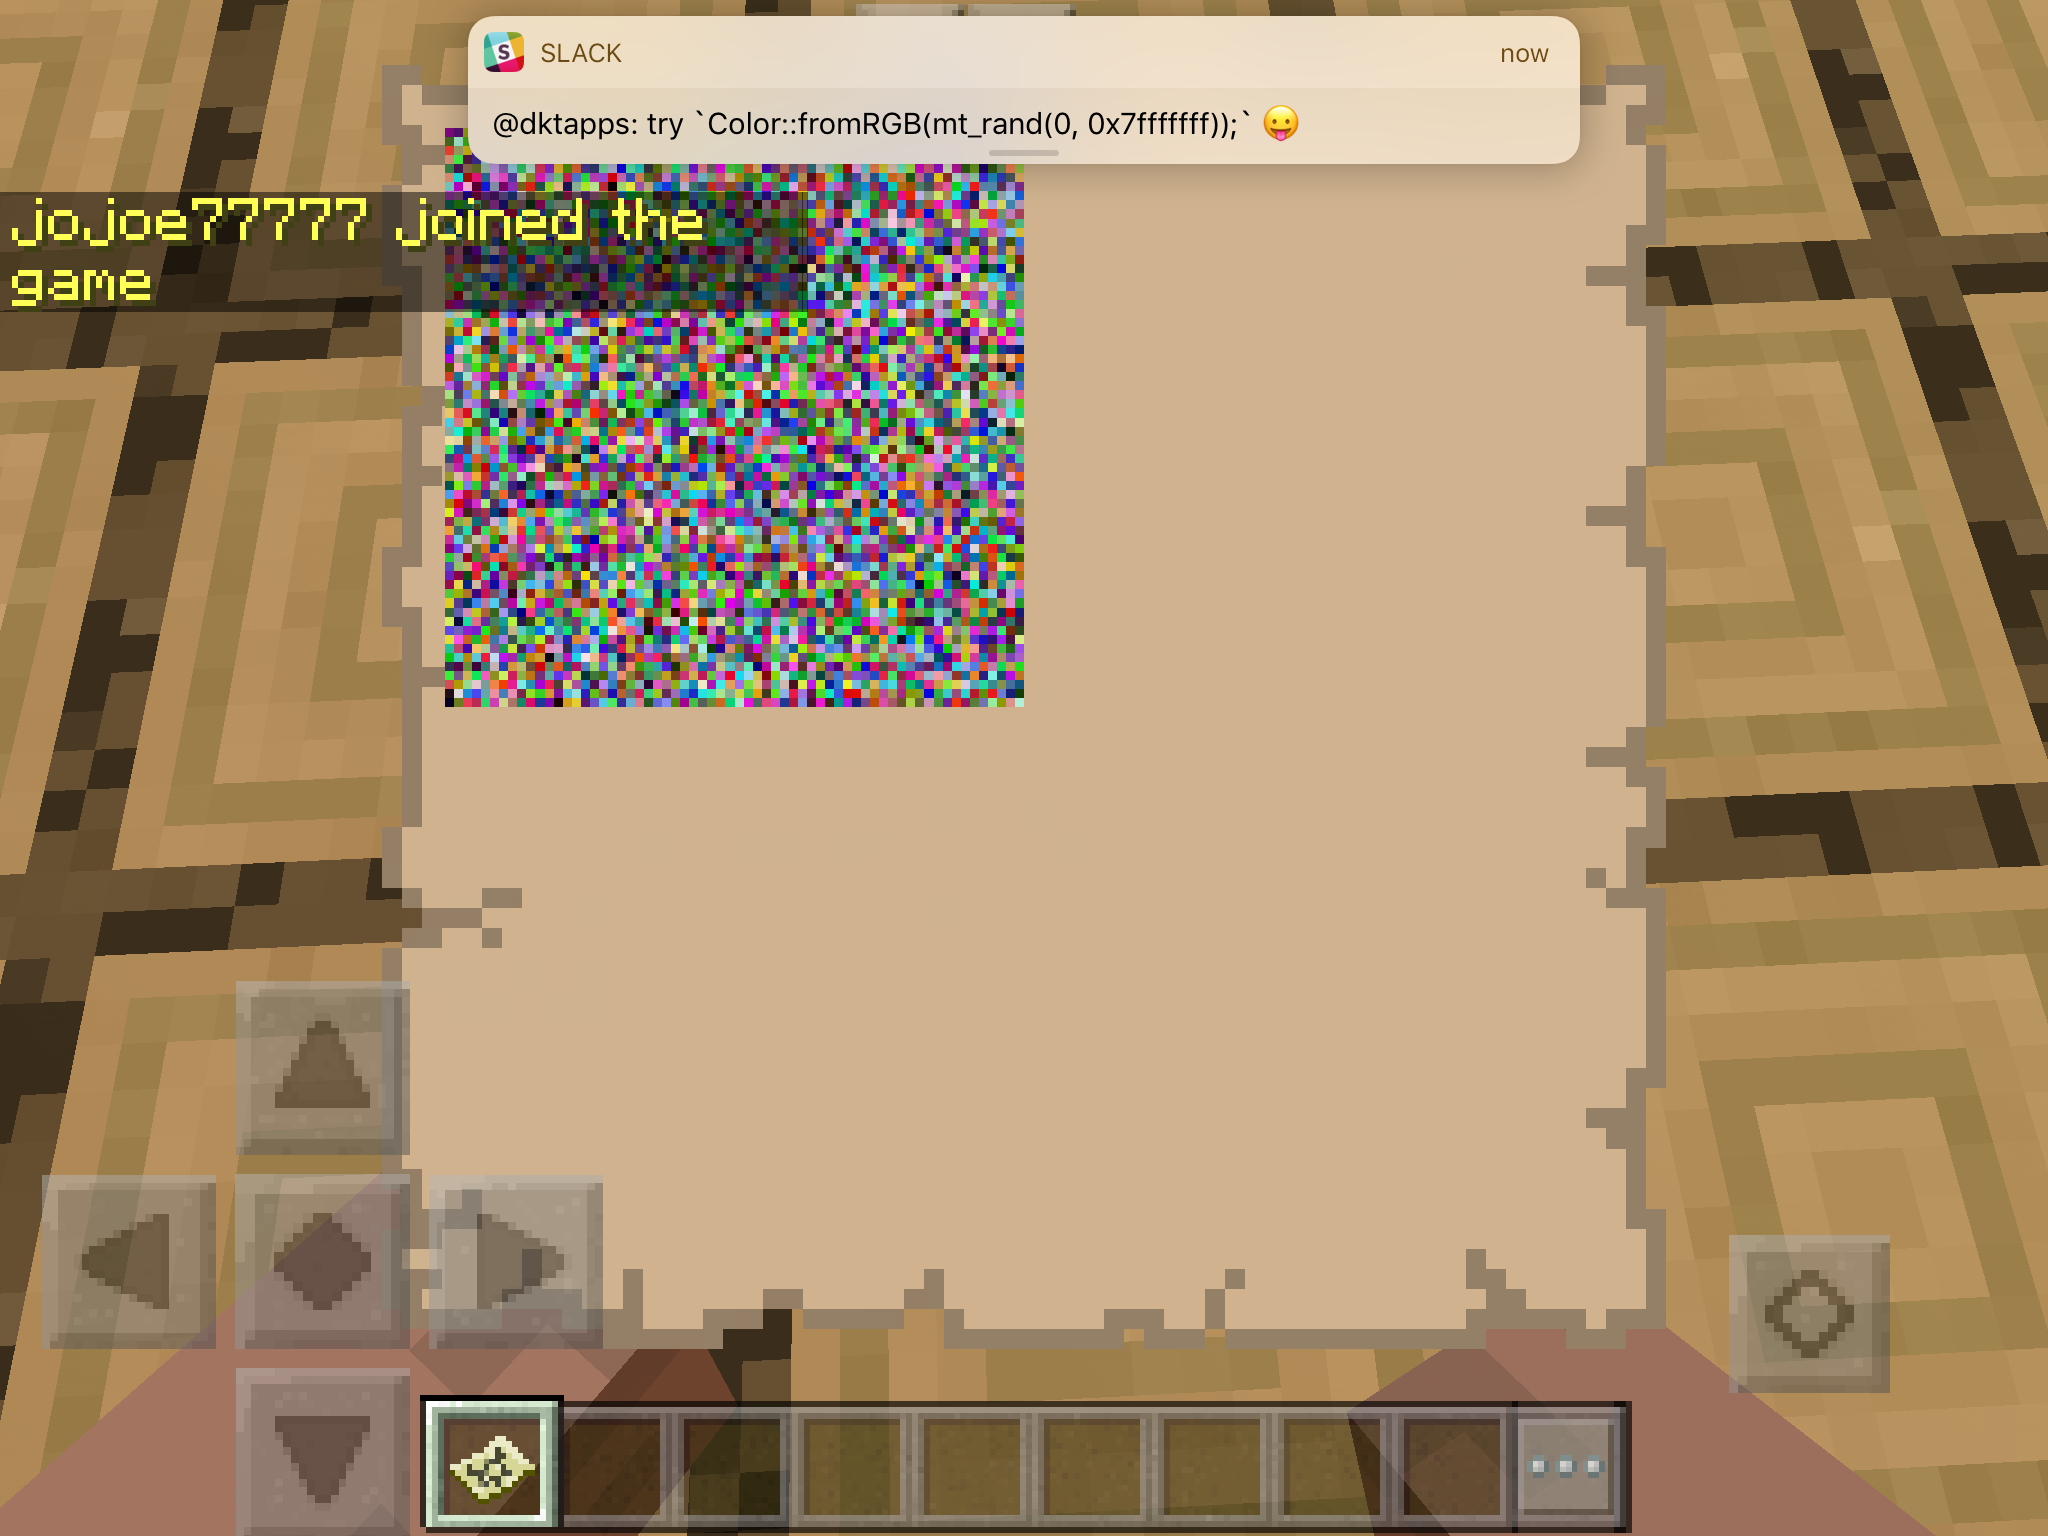 SLACK now
@dktapps: try `Color::fromRGB(mt_rand(0, 0x7fffffff));` 😛
jojoe77777 joined the
game